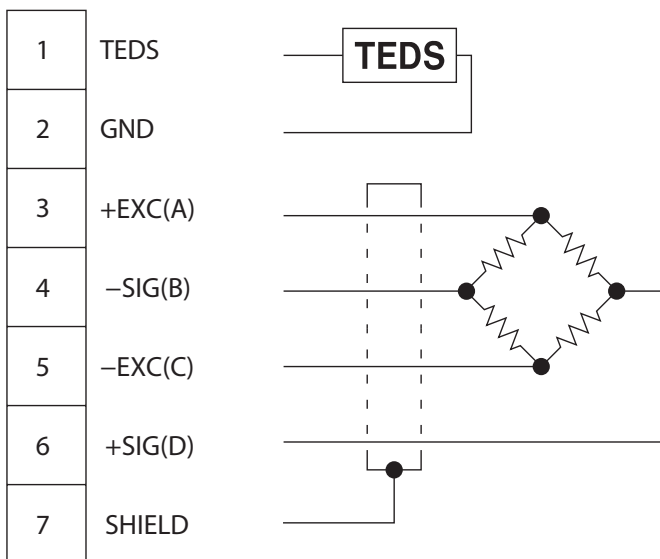 1 TEDS TEDS
2 GND
3 +EXC(A)
4 −SIG(B)
5 −EXC(C)
6 +SIG(D)
7 SHIELD